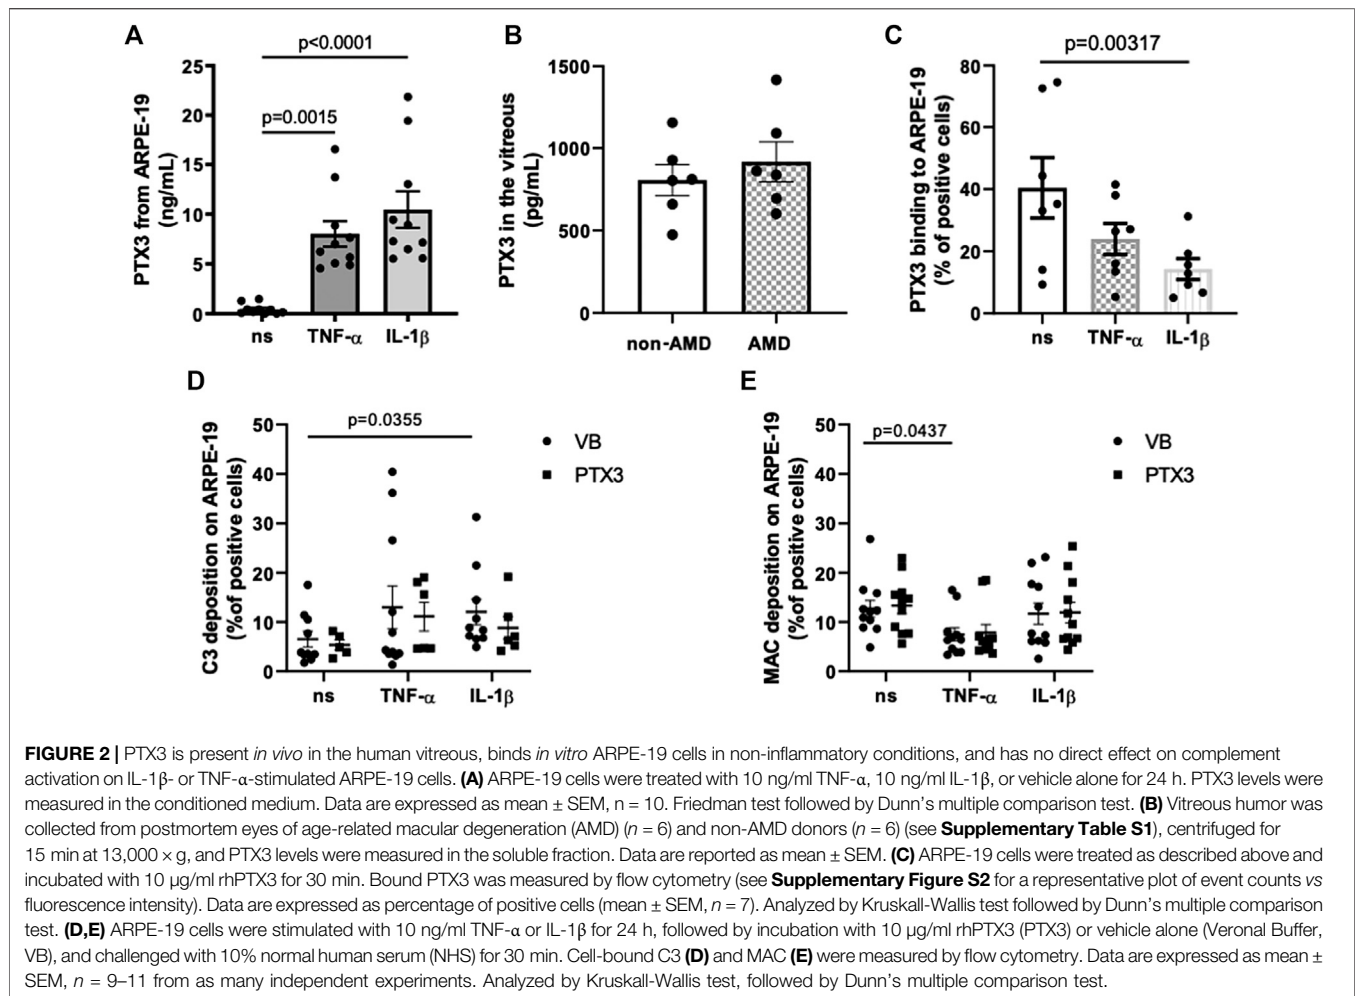 A
p<0.0001
p=0.0015
PTX3 from ARPE-19
(ng/mL)
25
20
15
10
5
0
ns
TNF-α
IL-1β
B
PTX3 in the vitreous
(pg/mL)
1500
1000
500
0
non-AMD
AMD
C
p=0.00317
PTX3 binding to ARPE-19
(% of positive cells)
80
60
40
20
0
ns
TNF-α
IL-1β
D
p=0.0355
C3 deposition on ARPE-19
(%of positive cells)
50
40
30
20
10
0
ns
TNF-α
IL-1β
VB
PTX3
E
p=0.0437
MAC deposition on ARPE-19
(%of positive cells)
50
40
30
20
10
0
ns
TNF-α
IL-1β
VB
PTX3
FIGURE 2 | PTX3 is present in vivo in the human vitreous, binds in vitro ARPE-19 cells in non-inflammatory conditions, and has no direct effect on complement
activation on IL-1β- or TNF-α-stimulated ARPE-19 cells. (A) ARPE-19 cells were treated with 10 ng/ml TNF-α, 10 ng/ml IL-1β, or vehicle alone for 24 h. PTX3 levels were
measured in the conditioned medium. Data are expressed as mean ± SEM, n = 10. Friedman test followed by Dunn's multiple comparison test. (B) Vitreous humor was
collected from postmortem eyes of age-related macular degeneration (AMD) (n = 6) and non-AMD donors (n = 6) (see Supplementary Table S1), centrifuged for
15 min at 13,000 × g, and PTX3 levels were measured in the soluble fraction. Data are reported as mean ± SEM. (C) ARPE-19 cells were treated as described above and
incubated with 10 µg/ml rhPTX3 for 30 min. Bound PTX3 was measured by flow cytometry (see Supplementary Figure S2 for a representative plot of event counts vs
fluorescence intensity). Data are expressed as percentage of positive cells (mean ± SEM, n = 7). Analyzed by Kruskall-Wallis test followed by Dunn's multiple comparison
test. (D,E) ARPE-19 cells were stimulated with 10 ng/ml TNF-α or IL-1β for 24 h, followed by incubation with 10 µg/ml rhPTX3 (PTX3) or vehicle alone (Veronal Buffer,
VB), and challenged with 10% normal human serum (NHS) for 30 min. Cell-bound C3 (D) and MAC (E) were measured by flow cytometry. Data are expressed as mean ±
SEM, n = 9–11 from as many independent experiments. Analyzed by Kruskall-Wallis test, followed by Dunn's multiple comparison test.